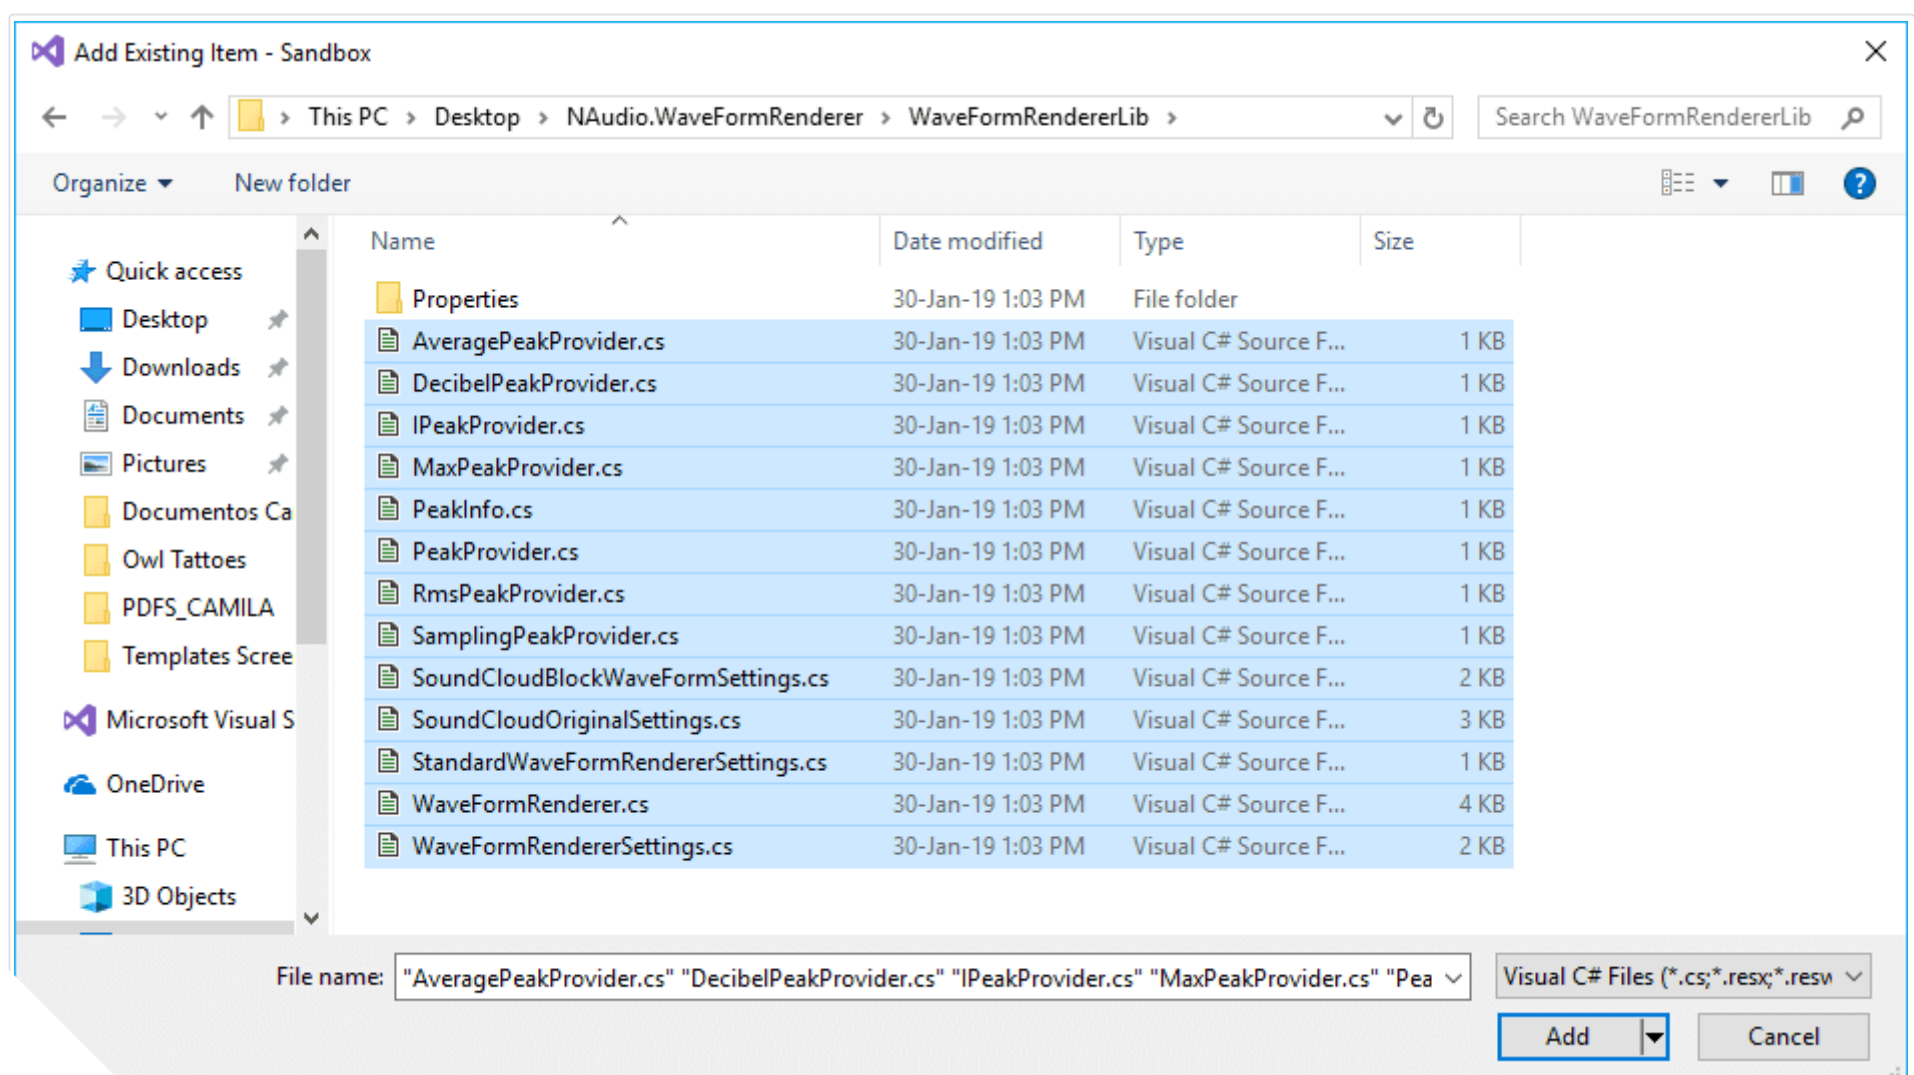 Add Existing Item - Sandbox
This PC > Desktop > NAudio.WaveFormRenderer > WaveFormRendererLib >
Search WaveFormRendererLib
Organize New folder
Name Date modified Type Size
Quick access
Desktop
Downloads
Documents
Pictures
Documentos Ca
Owl Tattoes
PDFS_CAMILA
Templates Scree
Microsoft Visual S
OneDrive
This PC
3D Objects
Properties 30-Jan-19 1:03 PM File folder
AveragePeakProvider.cs 30-Jan-19 1:03 PM Visual C# Source F... 1 KB
DecibelPeakProvider.cs 30-Jan-19 1:03 PM Visual C# Source F... 1 KB
IPeakProvider.cs 30-Jan-19 1:03 PM Visual C# Source F... 1 KB
MaxPeakProvider.cs 30-Jan-19 1:03 PM Visual C# Source F... 1 KB
PeakInfo.cs 30-Jan-19 1:03 PM Visual C# Source F... 1 KB
PeakProvider.cs 30-Jan-19 1:03 PM Visual C# Source F... 1 KB
RmsPeakProvider.cs 30-Jan-19 1:03 PM Visual C# Source F... 1 KB
SamplingPeakProvider.cs 30-Jan-19 1:03 PM Visual C# Source F... 1 KB
SoundCloudBlockWaveFormSettings.cs 30-Jan-19 1:03 PM Visual C# Source F... 2 KB
SoundCloudOriginalSettings.cs 30-Jan-19 1:03 PM Visual C# Source F... 3 KB
StandardWaveFormRendererSettings.cs 30-Jan-19 1:03 PM Visual C# Source F... 1 KB
WaveFormRenderer.cs 30-Jan-19 1:03 PM Visual C# Source F... 4 KB
WaveFormRendererSettings.cs 30-Jan-19 1:03 PM Visual C# Source F... 2 KB
File name: "AveragePeakProvider.cs" "DecibelPeakProvider.cs" "IPeakProvider.cs" "MaxPeakProvider.cs" "Pea
Visual C# Files (*.cs;*.resx;*.resw
Add Cancel